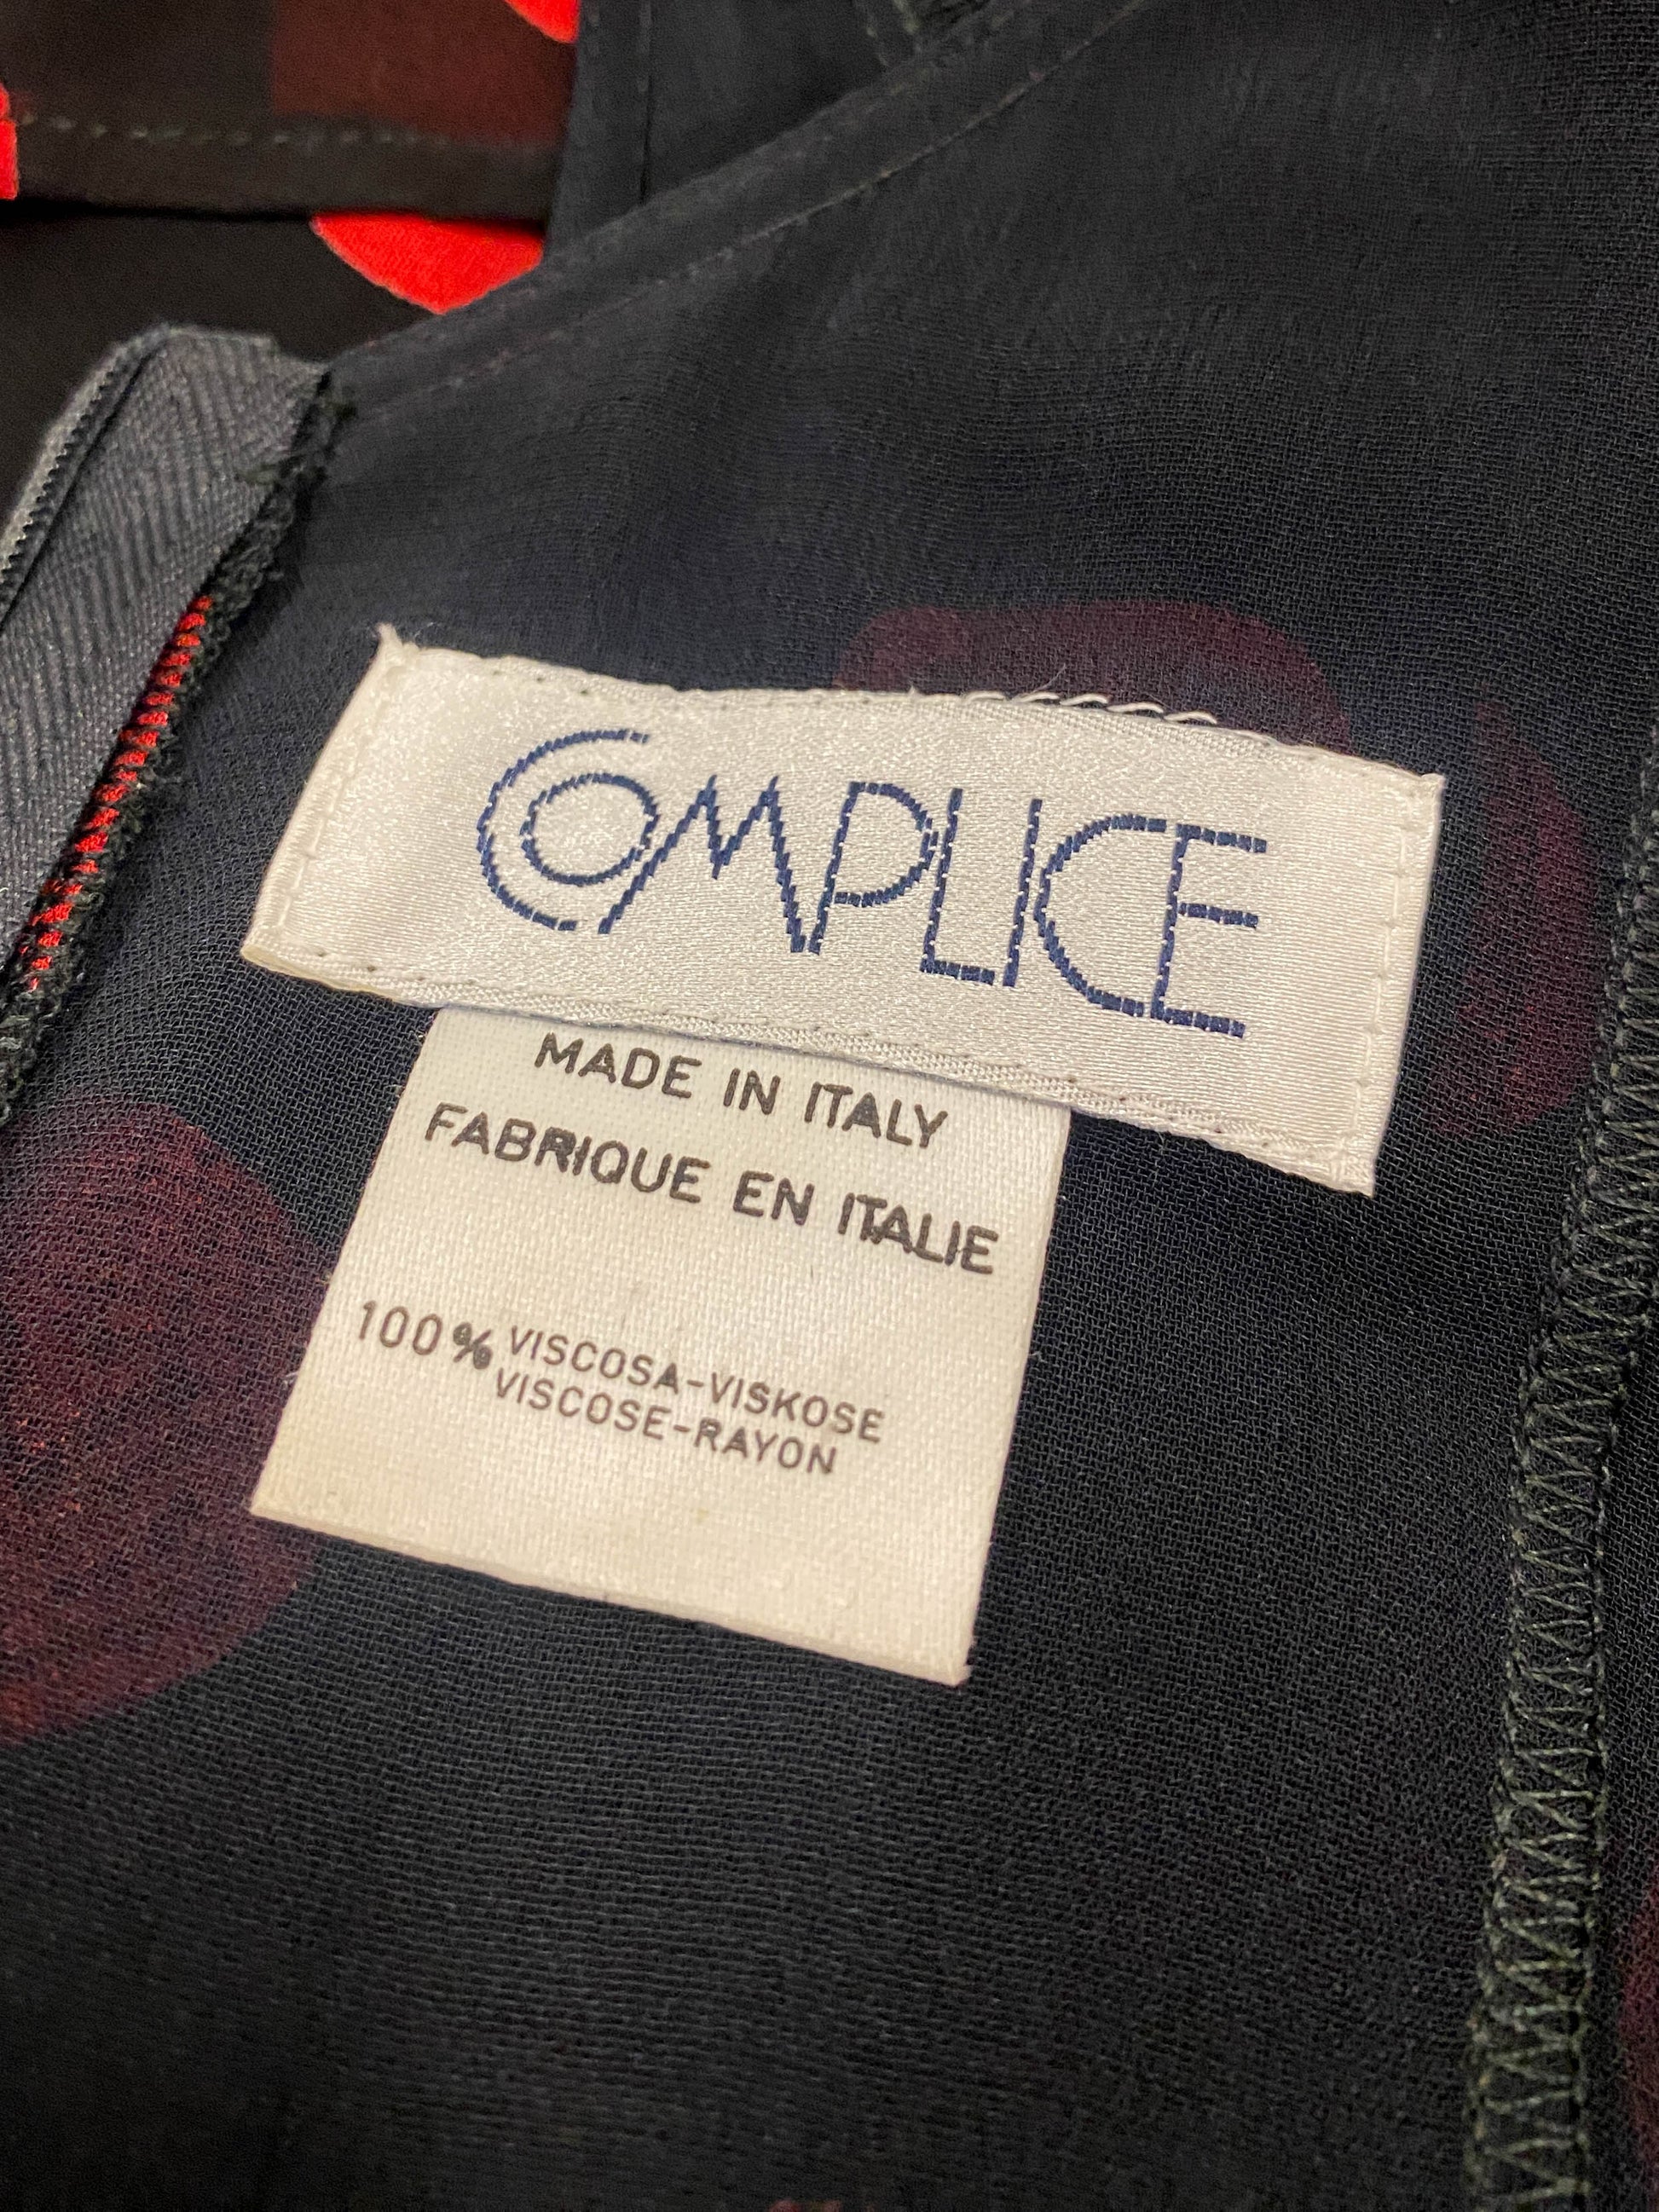 COMPLICE
MADE IN ITALY
FABRIQUE EN ITALIE
100% VISCOSA-VISKOSE
VISCOSE-RAYON